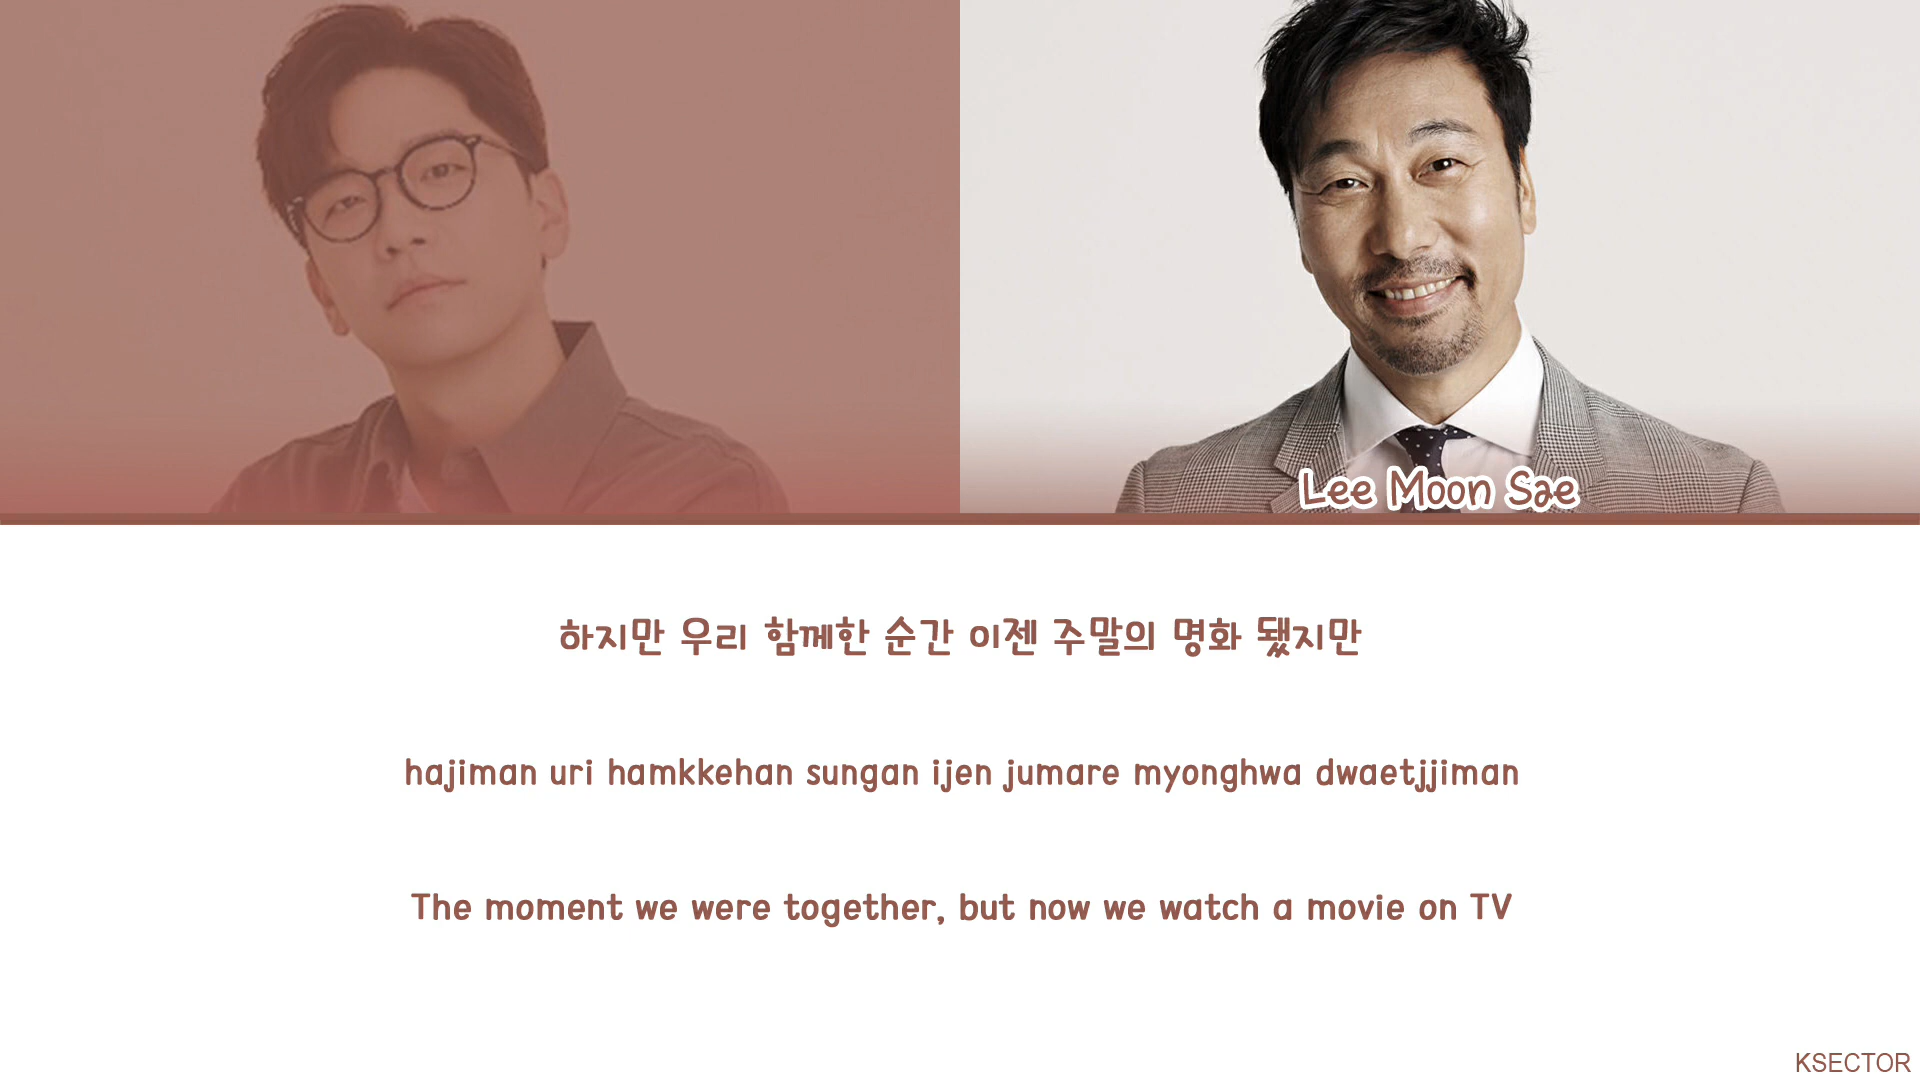 Lee Moon Sae
하지만 우리 함께한 순간 이젠 주말의 명화 됐지만
hajiman uri hamkkehan sungan ijen jumare myonghwa dwaetjjiman
The moment we were together, but now we watch a movie on TV
KSECTOR